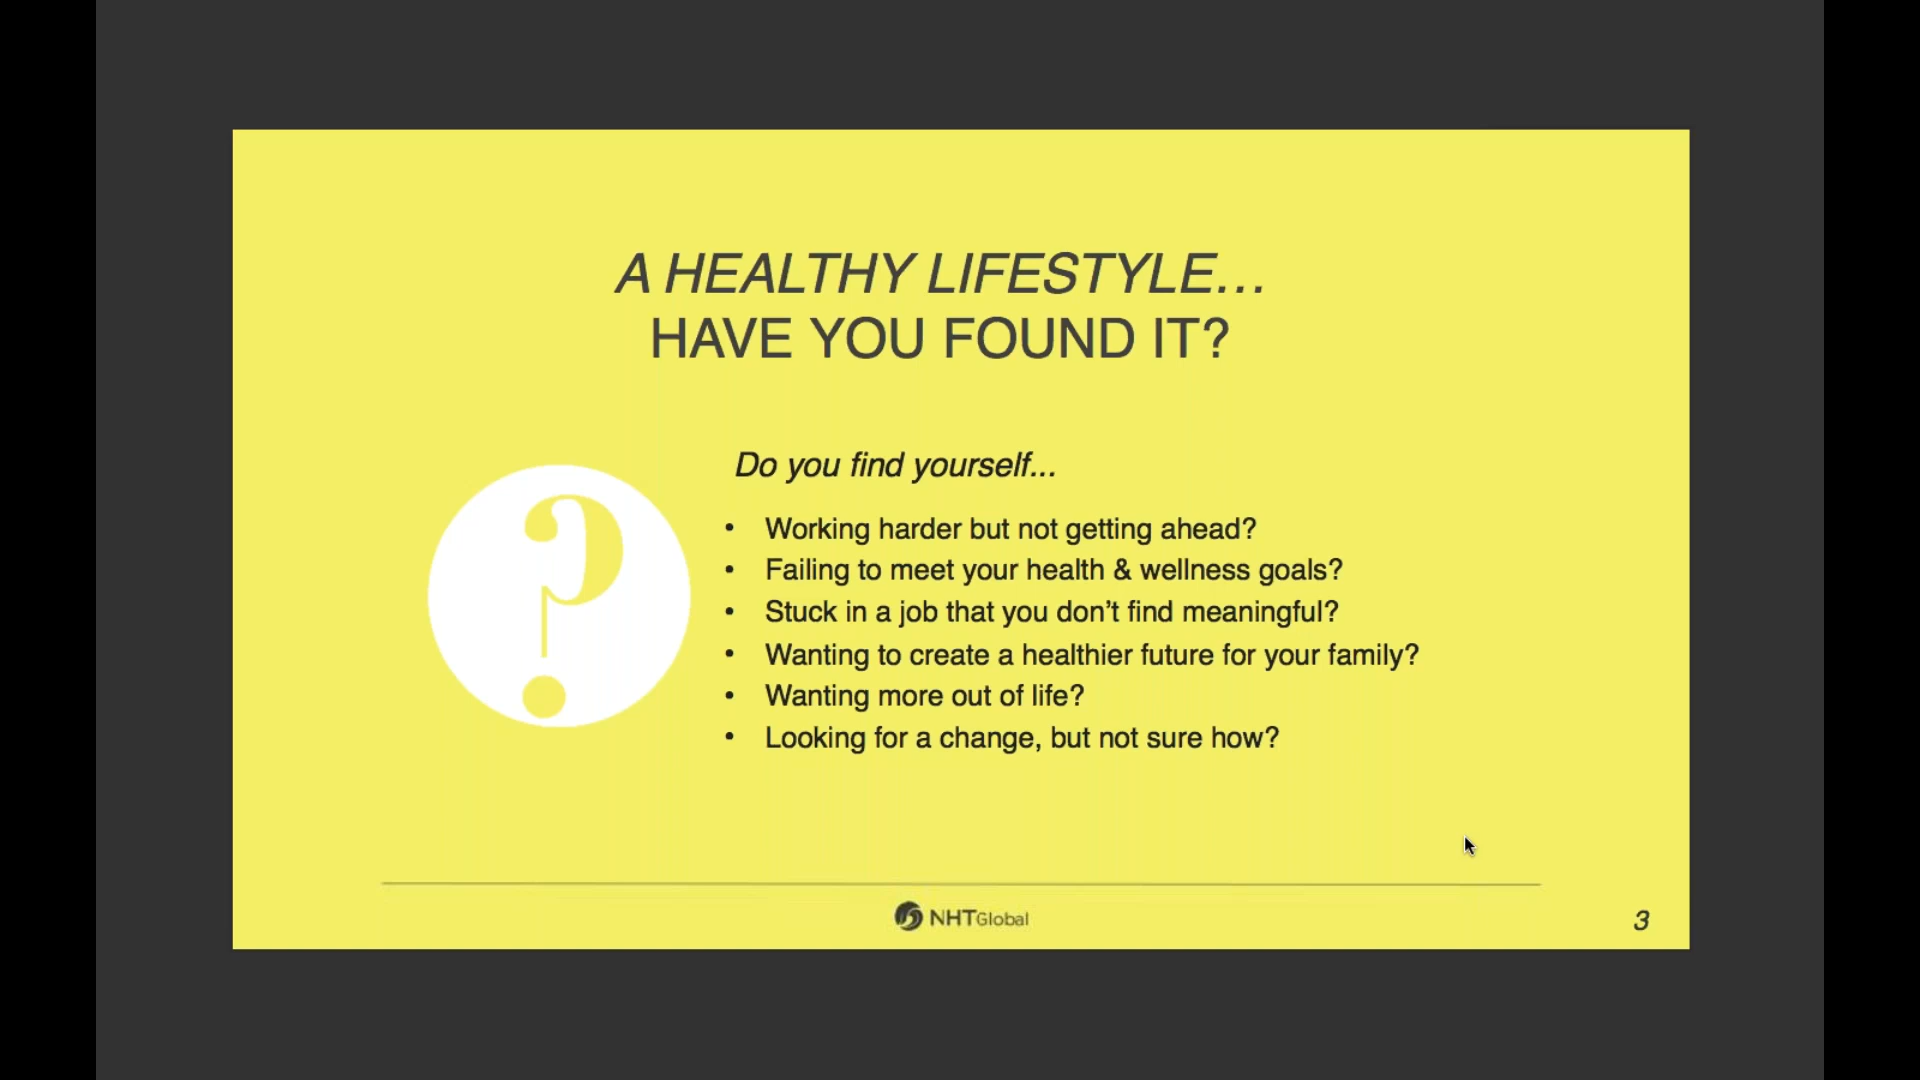 A HEALTHY LIFESTYLE…
HAVE YOU FOUND IT?
Do you find yourself...
• Working harder but not getting ahead?
• Failing to meet your health & wellness goals?
• Stuck in a job that you don’t find meaningful?
• Wanting to create a healthier future for your family?
• Wanting more out of life?
• Looking for a change, but not sure how?
?
NHTGlobal
3